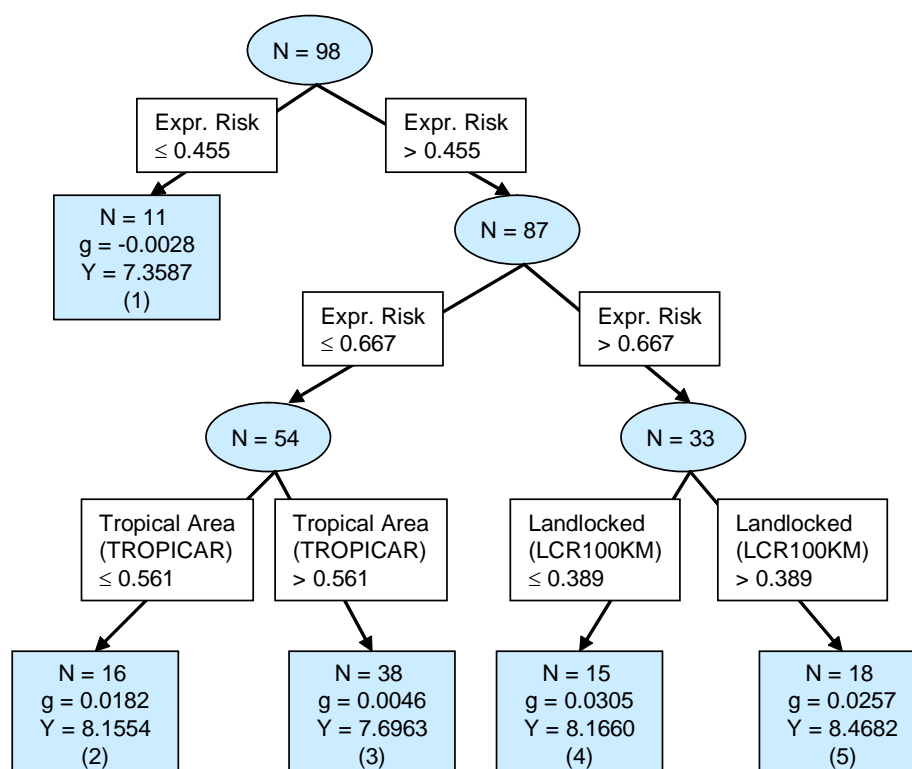 N = 98
Expr. Risk
≤ 0.455
Expr. Risk
> 0.455
N = 11
g = -0.0028
Y = 7.3587
(1)
N = 87
Expr. Risk
≤ 0.667
Expr. Risk
> 0.667
N = 54
N = 33
Tropical Area
(TROPICAR)
≤ 0.561
Tropical Area
(TROPICAR)
> 0.561
Landlocked
(LCR100KM)
≤ 0.389
Landlocked
(LCR100KM)
> 0.389
N = 16
g = 0.0182
Y = 8.1554
(2)
N = 38
g = 0.0046
Y = 7.6963
(3)
N = 15
g = 0.0305
Y = 8.1660
(4)
N = 18
g = 0.0257
Y = 8.4682
(5)